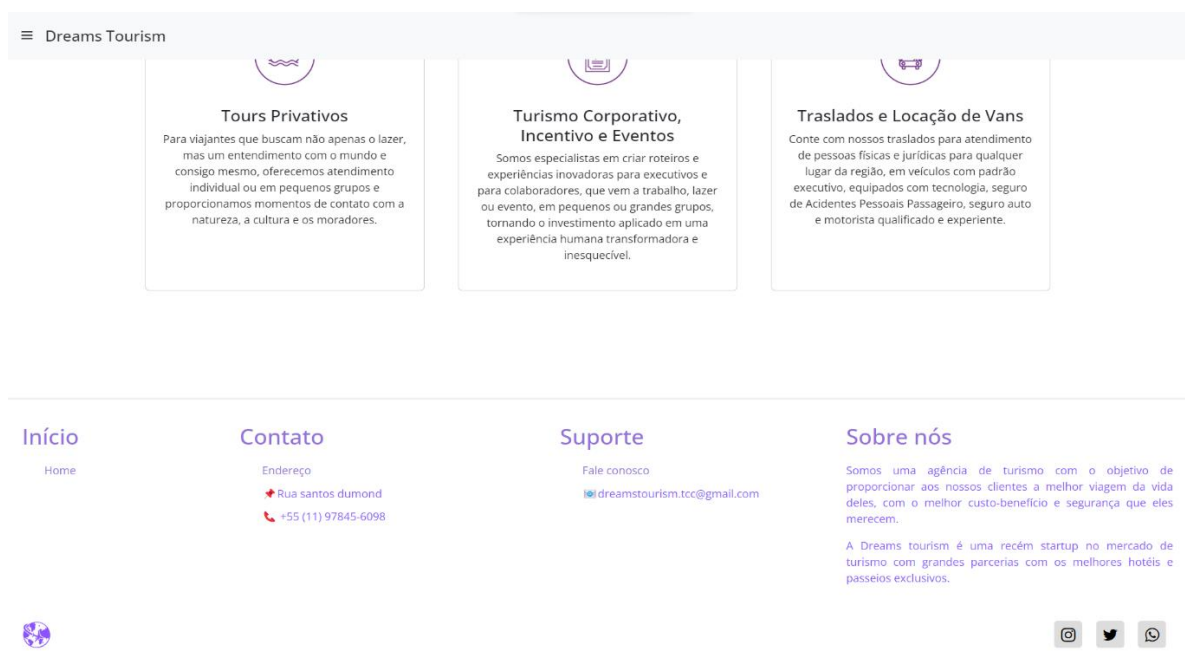 Dreams Tourism
Tours Privativos
Para viajantes que buscam não apenas o lazer,
mas um entendimento com o mundo e
consigo mesmo, oferecemos atendimento
individual ou em pequenos grupos e
proporcionamos momentos de contato com a
natureza, a cultura e os moradores.
Turismo Corporativo,
Incentivo e Eventos
Somos especialistas em criar roteiros e
experiências inovadoras para executivos e
para colaboradores, que vem a trabalho, lazer
ou evento, em pequenos ou grandes grupos,
tornando o investimento aplicado em uma
experiência humana transformadora e
inesquecível.
Traslados e Locação de Vans
Conte com nossos traslados para atendimento
de pessoas físicas e jurídicas para qualquer
lugar da região, em veículos com padrão
executivo, equipados com tecnologia, seguro
de Acidentes Pessoais Passageiro, seguro auto
e motorista qualificado e experiente.
Início
Home
Contato
Endereço
Rua santos dumond
+55 (11) 97845-6098
Suporte
Fale conosco
dreamstourism.tcc@gmail.com
Sobre nós
Somos uma agência de turismo com o objetivo de
proporcionar aos nossos clientes a melhor viagem da vida
deles, com o melhor custo-benefício e segurança que eles
merecem.
A Dreams tourism é uma recém startup no mercado de
turismo com grandes parcerias com os melhores hotéis e
passeios exclusivos.